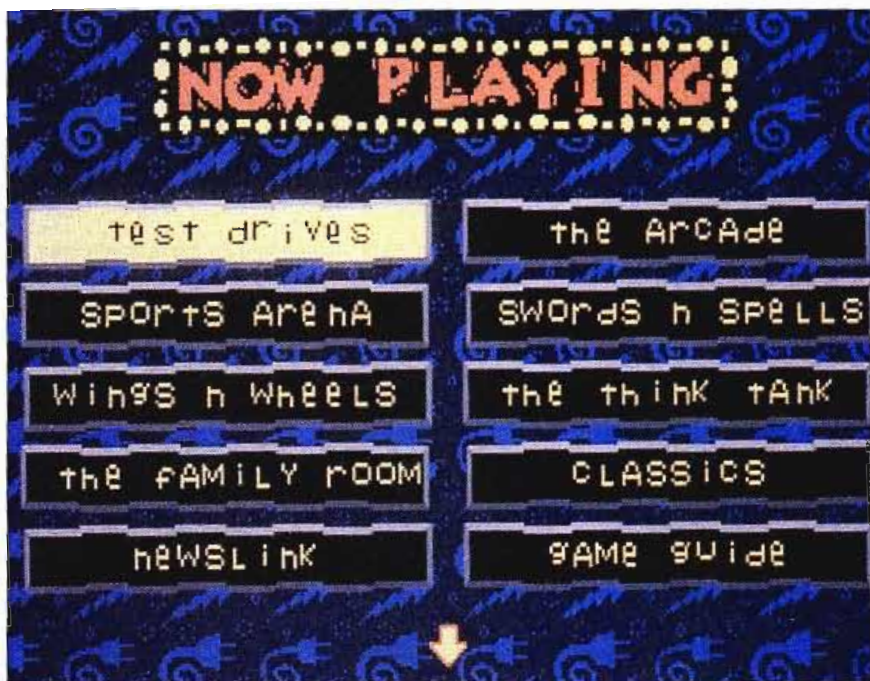 NOW PLAYING
test drives
the ArcAde
SPOrtS ArenA
SWOrdS n SPeLLS
WingS n WheeLS
the thinK tAnK
the fAMiLY rOOM
CLASSiCS
neWSLinK
gAMe guide